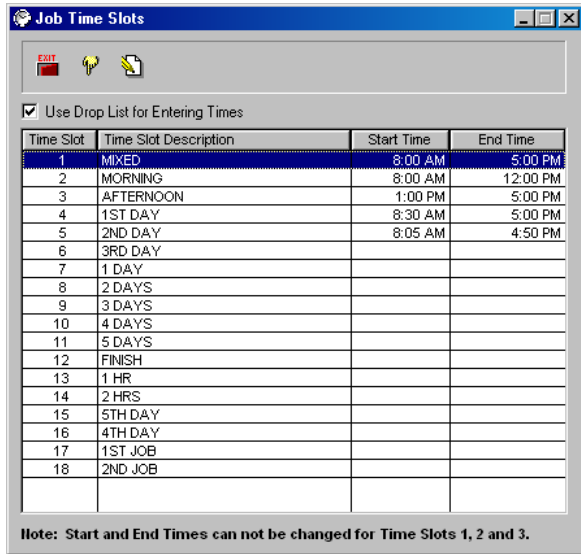 Job Time Slots
EXIT
Use Drop List for Entering Times
Time Slot Time Slot Description Start Time End Time
1 MIXED 8:00 AM 5:00 PM
2 MORNING 8:00 AM 12:00 PM
3 AFTERNOON 1:00 PM 5:00 PM
4 1ST DAY 8:30 AM 5:00 PM
5 2ND DAY 8:05 AM 4:50 PM
6 3RD DAY
7 1 DAY
8 2 DAYS
9 3 DAYS
10 4 DAYS
11 5 DAYS
12 FINISH
13 1 HR
14 2 HRS
15 5TH DAY
16 4TH DAY
17 1ST JOB
18 2ND JOB
Note: Start and End Times can not be changed for Time Slots 1, 2 and 3.